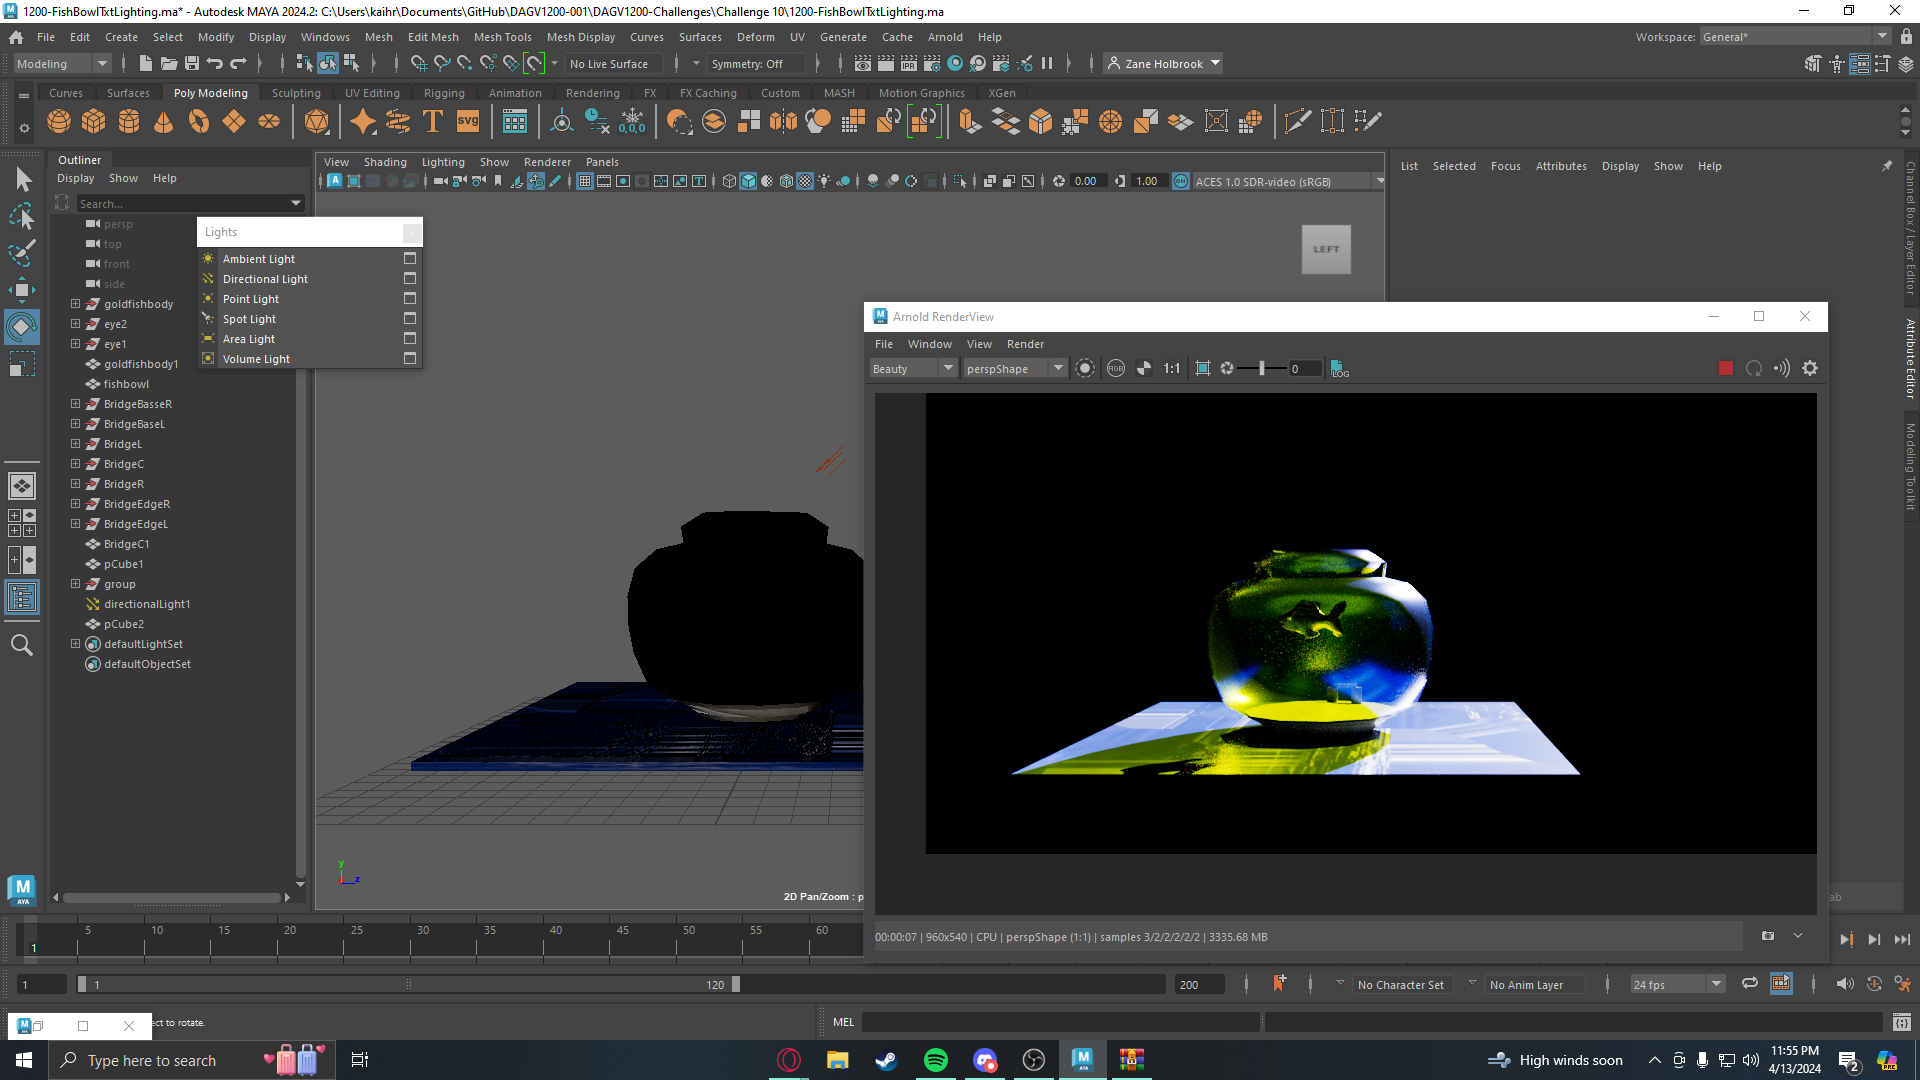 1200-FishBowlTxtLighting.ma* - Autodesk MAYA 2024.2: C:\Users\kaihr\Documents\GitHub\DAGV1200-001\DAGV1200-Challenges\Challenge 10\1200-FishBowlTxtLighting.ma
File Edit Create Select Modify Display Windows Mesh Edit Mesh Mesh Tools Mesh Display Curves Surfaces Deform UV Generate Cache Arnold Help
Workspace: General*
Modeling
No Live Surface
Symmetry: Off
Zane Holbrook
Curves Surfaces Poly Modeling Sculpting UV Editing Rigging Animation Rendering FX FX Caching Custom MASH Motion Graphics XGen
Outliner
Display Show Help
Search...
persp
top
front
side
goldfishbody
eye2
eye1
goldfishbody1
fishbowl
BridgeBasseR
BridgeBaseL
BridgeL
BridgeC
BridgeR
BridgeEdgeR
BridgeEdgeL
BridgeC1
pCube1
group
directionalLight1
pCube2
defaultLightSet
defaultObjectSet
Lights
Ambient Light
Directional Light
Point Light
Spot Light
Area Light
Volume Light
View Shading Lighting Show Renderer Panels
0.00
1.00
ACES 1.0 SDR-video (sRGB)
LEFT
y
z
2D Pan/Zoom : p
List Selected Focus Attributes Display Show Help
Channel Box / Layer Editor
Attribute Editor
Modeling Toolkit
Arnold RenderView
File Window View Render
Beauty
perspShape
RGB
1:1
0
LOG
00:00:07 | 960x540 | CPU | perspShape (1:1) | samples 3/2/2/2/2/2 | 3335.68 MB
ab
1
5 10 15 20 25 30 35 40 45 50 55 60
1
1
120
200
No Character Set
No Anim Layer
24 fps
ect to rotate.
MEL
Type here to search
High winds soon
11:55 PM
4/13/2024
2